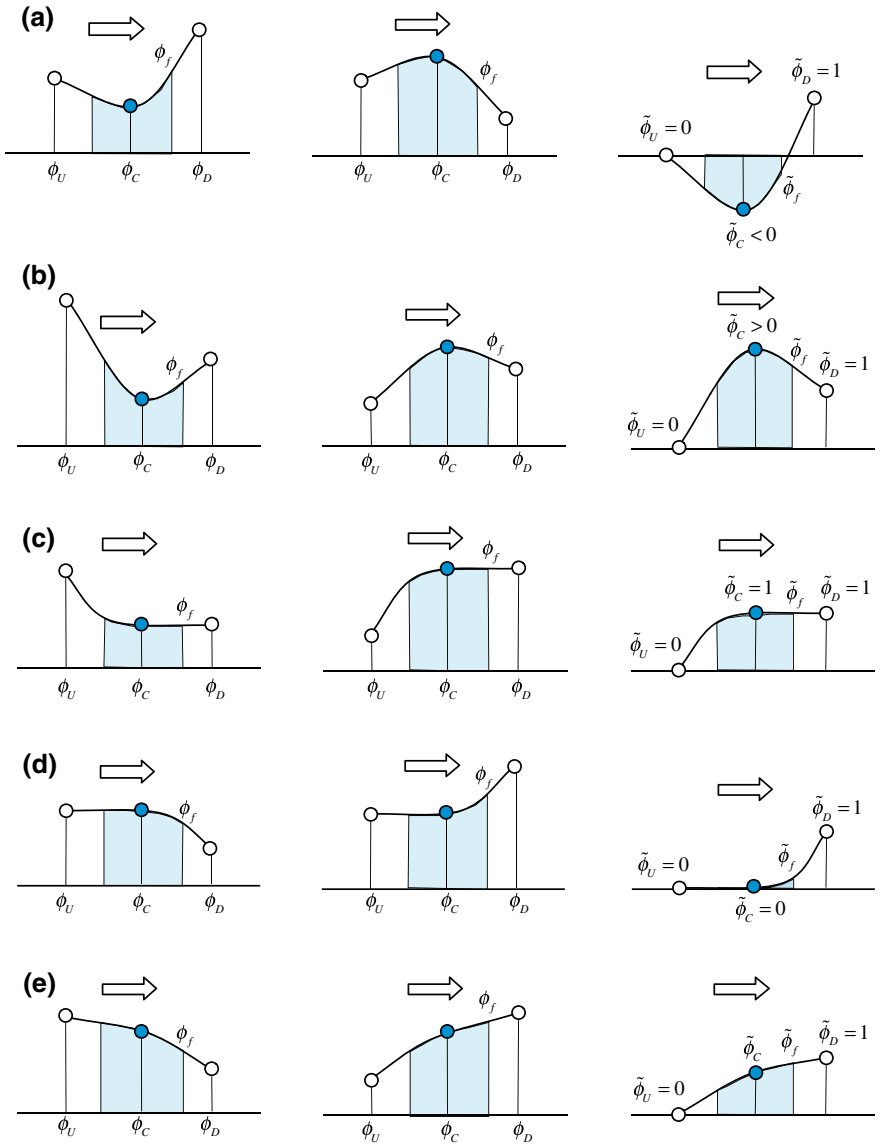 (a)
ϕ_f ϕ_f ϕ̃_D = 1
ϕ̃_U = 0
ϕ̃_f
ϕ_U ϕ_C ϕ_D ϕ_U ϕ_C ϕ_D
ϕ̃_C < 0
(b)
ϕ̃_C > 0
ϕ_f ϕ_f ϕ̃_f ϕ̃_D = 1
ϕ̃_U = 0
ϕ_U ϕ_C ϕ_D ϕ_U ϕ_C ϕ_D
(c)
ϕ_f ϕ_f ϕ̃_C = 1 ϕ̃_f ϕ̃_D = 1
ϕ̃_U = 0
ϕ_U ϕ_C ϕ_D ϕ_U ϕ_C ϕ_D
(d)
ϕ_f ϕ_f ϕ̃_D = 1
ϕ̃_U = 0 ϕ̃_f
ϕ_U ϕ_C ϕ_D ϕ_U ϕ_C ϕ_D ϕ̃_C = 0
(e)
ϕ_f ϕ_f ϕ̃_C ϕ̃_f ϕ̃_D = 1
ϕ̃_U = 0
ϕ_U ϕ_C ϕ_D ϕ_U ϕ_C ϕ_D